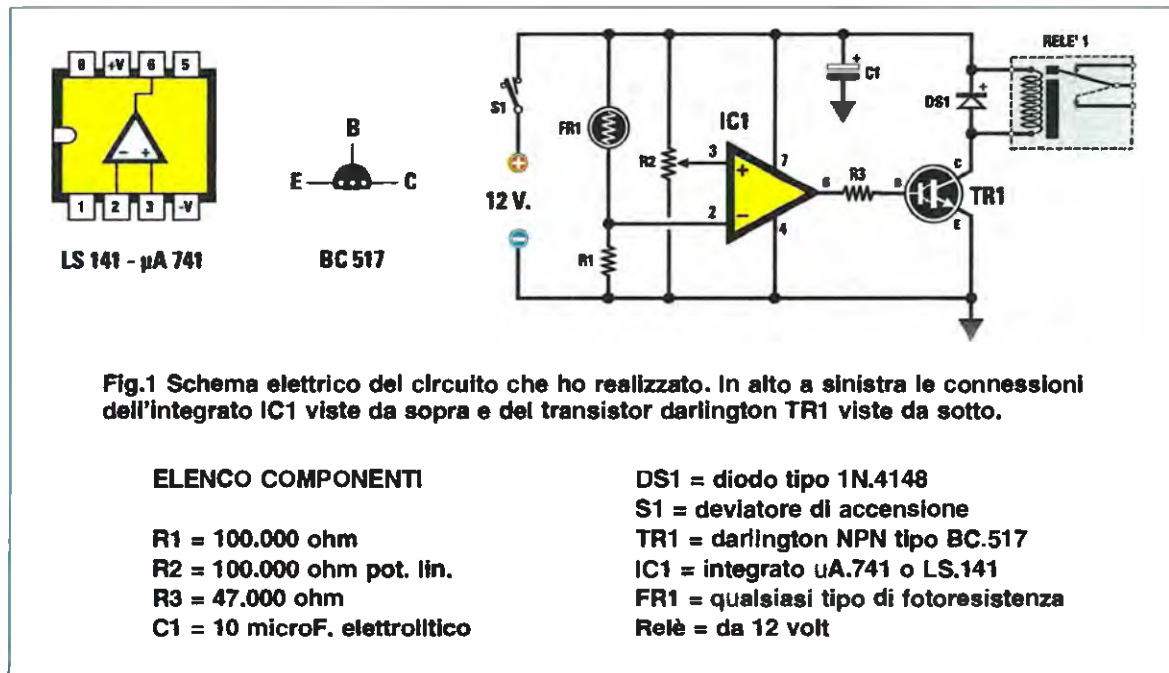 8 +V 6 5
1 2 3 -V
LS 141 - µA 741
B
E C
BC 517
S1
12 V.
FR1
R1
R2
IC1
3
2
7
4
6
R3
C1
DS1
RELE' 1
B
C
E
TR1
Fig.1 Schema elettrico del circuito che ho realizzato. In alto a sinistra le connessioni
dell'integrato IC1 viste da sopra e del transistor darlington TR1 viste da sotto.
ELENCO COMPONENTI
R1 = 100.000 ohm
R2 = 100.000 ohm pot. lin.
R3 = 47.000 ohm
C1 = 10 microF. elettrolitico
DS1 = diodo tipo 1N.4148
S1 = deviatore di accensione
TR1 = darlington NPN tipo BC.517
IC1 = integrato uA.741 o LS.141
FR1 = qualsiasi tipo di fotoresistenza
Relè = da 12 volt